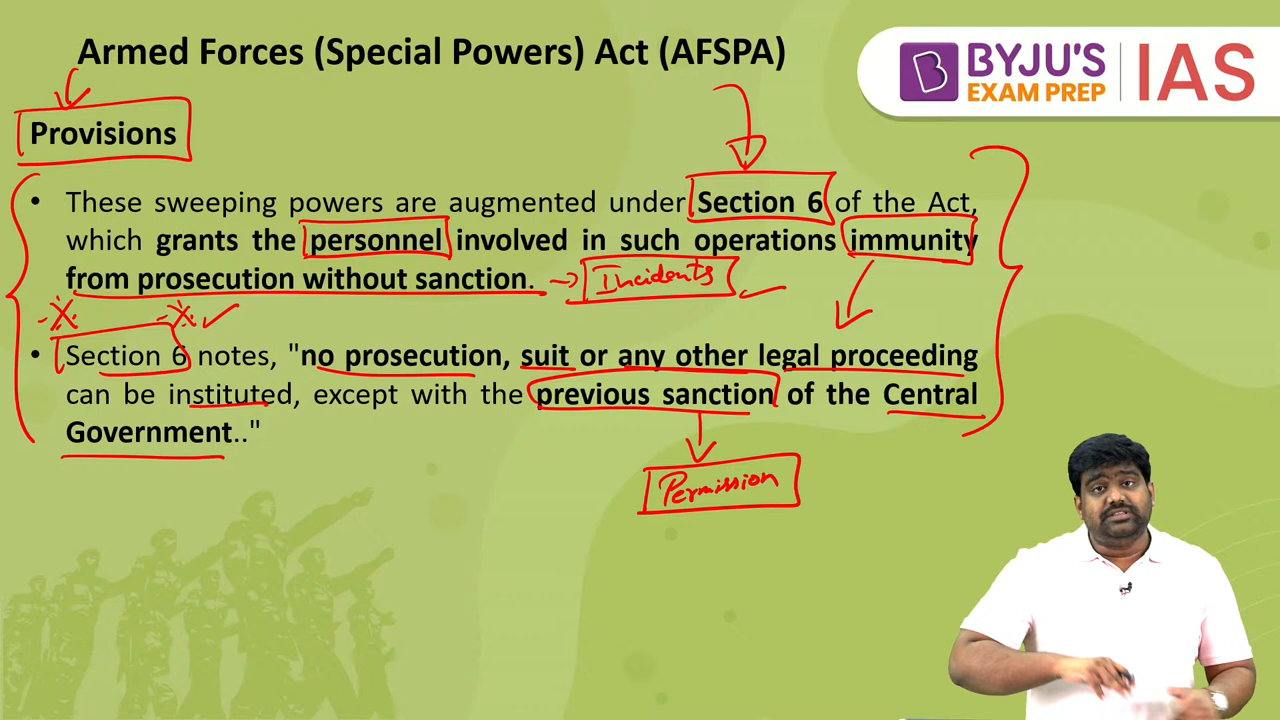 Armed Forces (Special Powers) Act (AFSPA)
BYJU'S
EXAM PREP
IAS
Provisions
• These sweeping powers are augmented under Section 6 of the Act,
which grants the personnel involved in such operations immunity
from prosecution without sanction.
Incidents
• Section 6 notes, "no prosecution, suit or any other legal proceeding
can be instituted, except with the previous sanction of the Central
Government.."
Permission